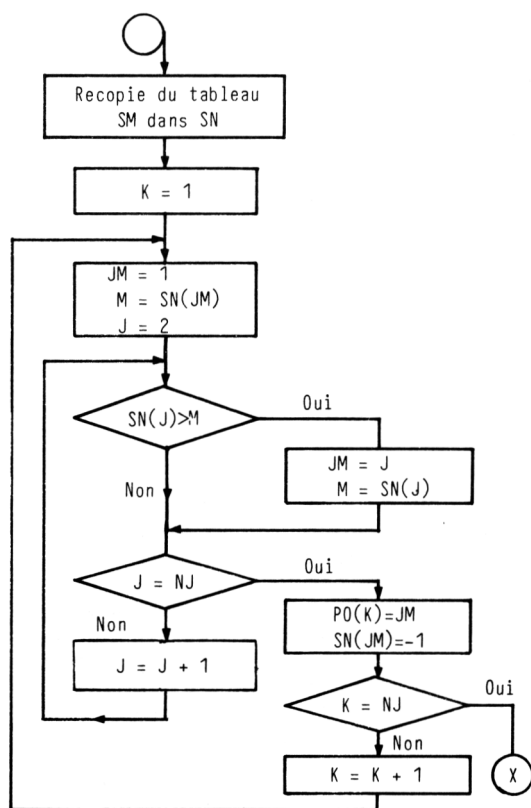 Recopie du tableau
SM dans SN
K = 1
JM = 1
M = SN(JM)
J = 2
SN(J)>M
Oui
JM = J
M = SN(J)
Non
J = NJ
Oui
PO(K)=JM
SN(JM)=-1
Non
J = J + 1
K = NJ
Oui
Non
K = K + 1
X